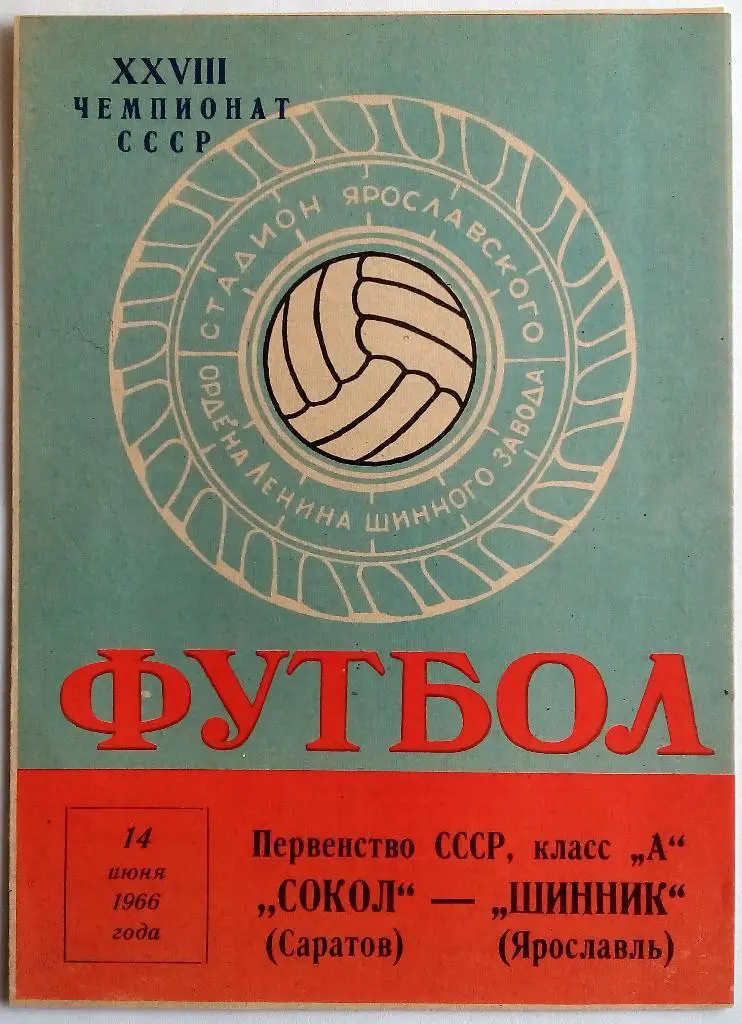 XXVIII
ЧЕМПИОНАТ
СССР
СТАДИОН ЯРОСЛАВСКОГО
ОРДЕНА ЛЕНИНА ШИННОГО ЗАВОДА
ФУТБОЛ
14
июня
1966
года
Первенство СССР, класс „А“
„СОКОЛ“ — „ШИННИК“
(Саратов) (Ярославль)